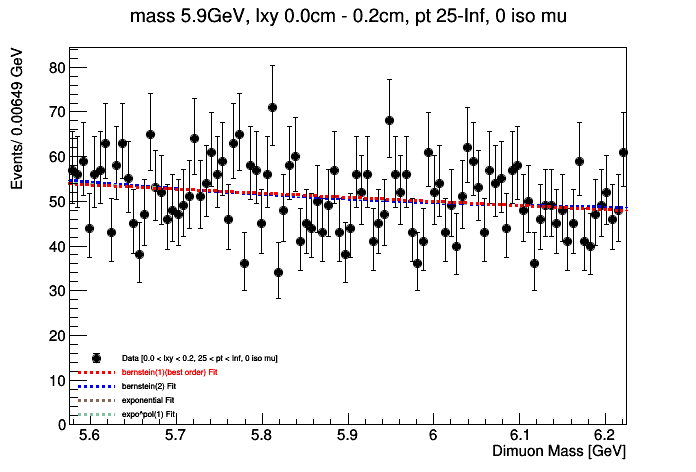 mass 5.9GeV, lxy 0.0cm - 0.2cm, pt 25-Inf, 0 iso mu
Events/ 0.00649 GeV
80
70
60
50
40
30
20
10
0
Data [0.0 < lxy < 0.2, 25 < pt < Inf, 0 iso mu]
bernstein(1)(best order) Fit
bernstein(2) Fit
exponential Fit
expo*pol(1) Fit
5.6 5.7 5.8 5.9 6 6.1 6.2
Dimuon Mass [GeV]